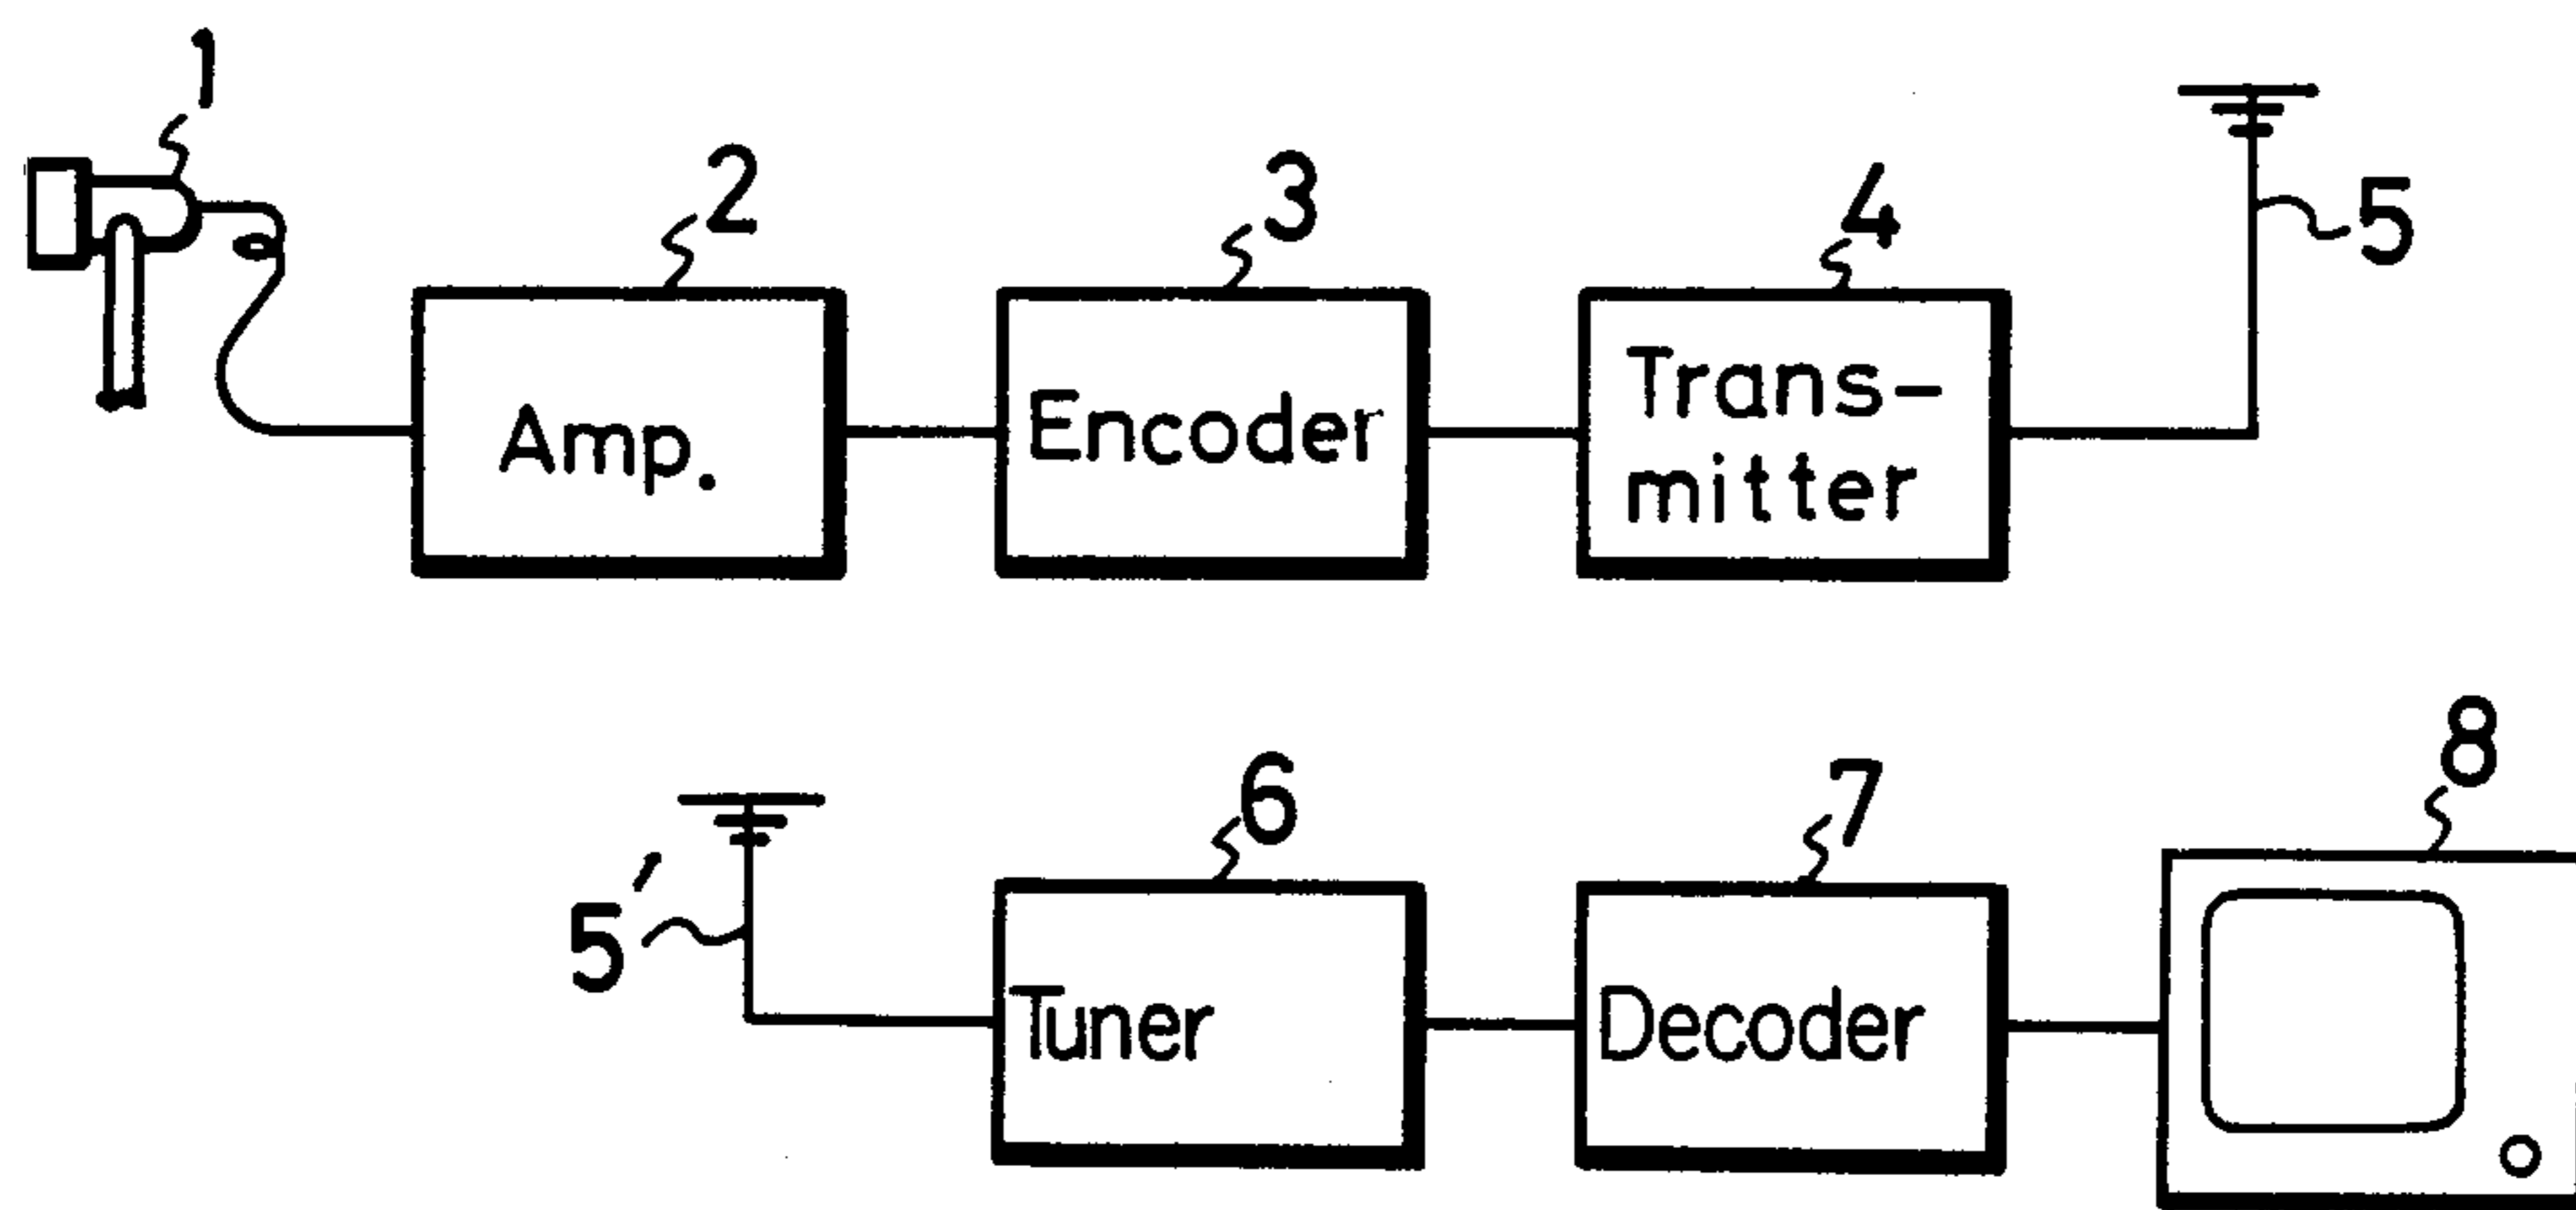 1
2
3
4
5
Amp.
Encoder
Trans-
mitter
5'
6
7
8
Tuner
Decoder